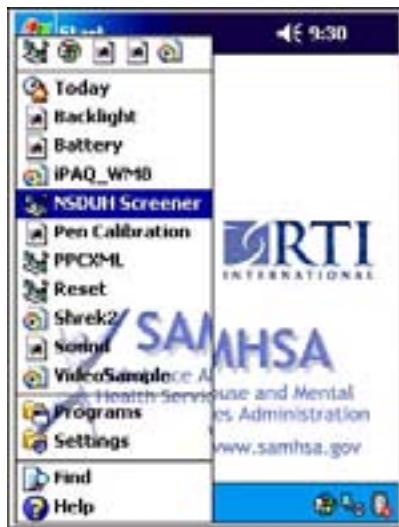 Start 9:30
Today
Backlight
Battery
iPAQ_WM8
NSDUH Screener
Pen Calibration
PPCXML
Reset
Shrek2
Sound
VideoSample
Programs
Settings
Find
Help
RTI
INTERNATIONAL
SAMHSA
Health Services
use and Mental
es Administration
www.samhsa.gov